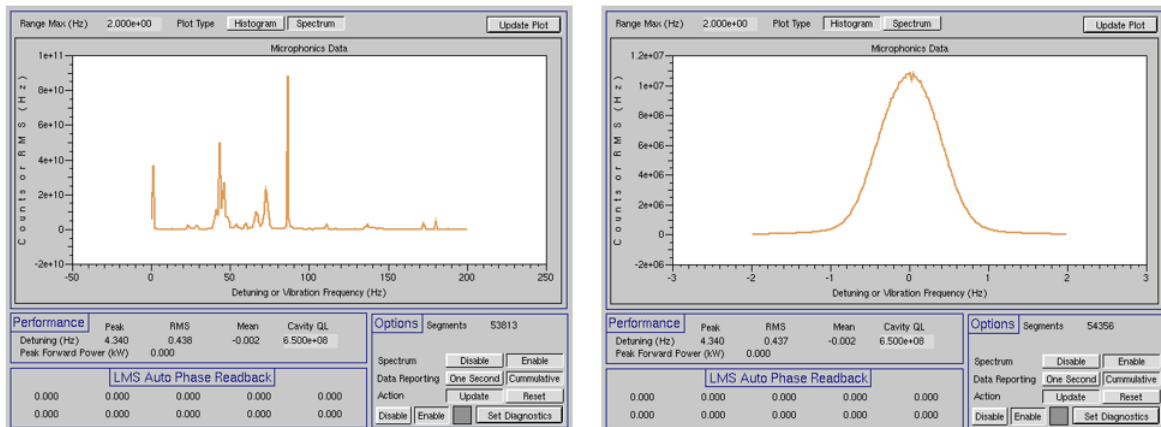 Range Max (Hz) 2.000e+00 Plot Type Histogram Spectrum Update Plot
Microphonics Data
Counts or RMS (Hz)
1e+11
8e+10
6e+10
4e+10
2e+10
0
-2e+10
-50 0 50 100 150 200 250
Detuning or Vibration Frequency (Hz)
Performance Peak RMS Mean Cavity QL
Detuning (Hz) 4.340 0.438 -0.002 6.500e+08
Peak Forward Power (kW) 0.000
LMS Auto Phase Readback
0.000 0.000 0.000 0.000 0.000
0.000 0.000 0.000 0.000 0.000
Options Segments 53813
Spectrum Disable Enable
Data Reporting One Second Cummulative
Action Update Reset
Disable Enable Set Diagnostics
Range Max (Hz) 2.000e+00 Plot Type Histogram Spectrum Update Plot
Microphonics Data
Counts or RMS (Hz)
1.2e+07
1e+07
8e+06
6e+06
4e+06
2e+06
0
-2e+06
-3 -2 -1 0 1 2 3
Detuning or Vibration Frequency (Hz)
Performance Peak RMS Mean Cavity QL
Detuning (Hz) 4.340 0.437 -0.002 6.500e+08
Peak Forward Power (kW) 0.000
LMS Auto Phase Readback
0.000 0.000 0.000 0.000 0.000
0.000 0.000 0.000 0.000 0.000
Options Segments 54356
Spectrum Disable Enable
Data Reporting One Second Cummulative
Action Update Reset
Disable Enable Set Diagnostics